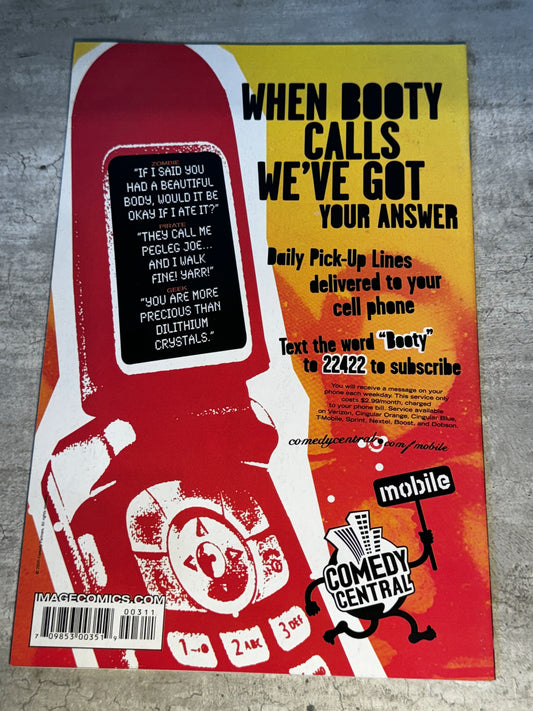 WHEN BOOTY
CALLS
WE'VE GOT
YOUR ANSWER
ZOMBIE
"IF I SAID YOU
HAD A BEAUTIFUL
BODY, WOULD IT BE
OKAY IF I ATE IT?"
PIRATE
"THEY CALL ME
PEGLEG JOE...
AND I WALK
FINE! YARR!"
GEEK
"YOU ARE MORE
PRECIOUS THAN
DILITHIUM
CRYSTALS."
Daily Pick-Up Lines
delivered to your
cell phone
Text the word "Booty"
to 22422 to subscribe
You will receive a message on your
phone each weekday. This service only
costs $2.99/month, charged
to your phone bill. Service available
on Verizon, Cingular Orange, Cingular Blue,
T-Mobile, Sprint, Nextel, Boost, and Dobson.
comedycentral.com/mobile
mobile
COMEDY
CENTRAL
IMAGECOMICS.COM
00311
7 09853 00351 9
1
2 ABC
3 DEF